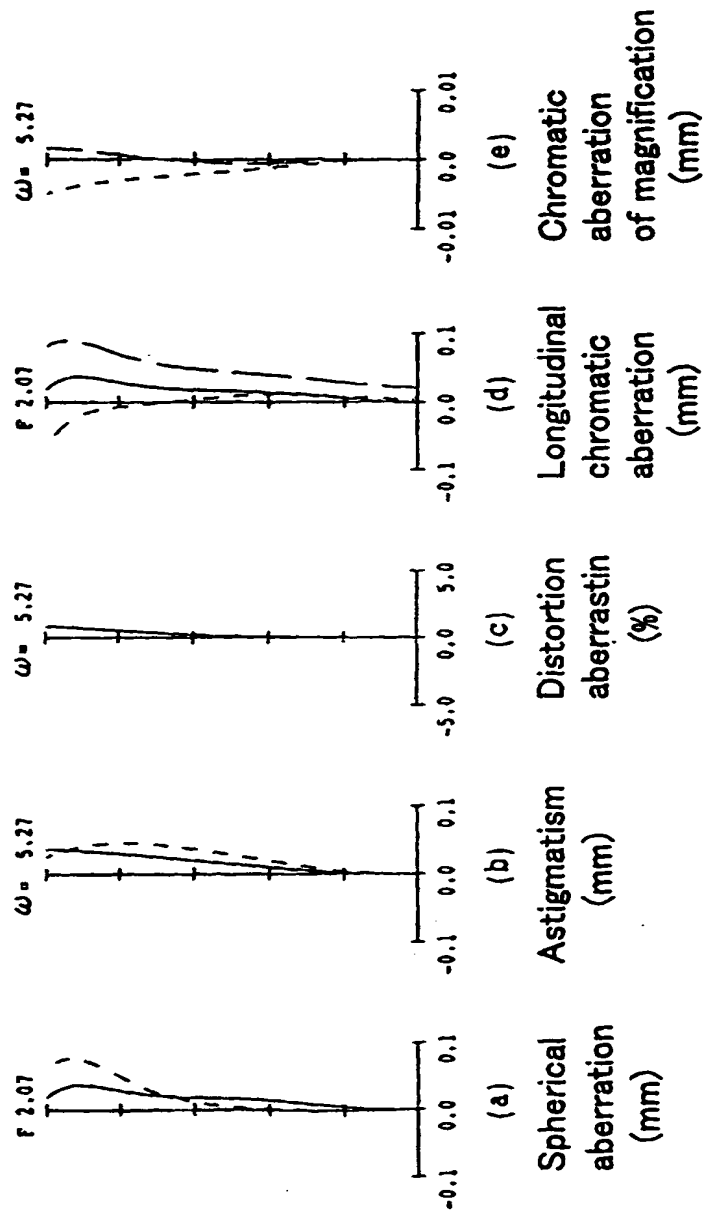 F 2.07
-0.1 0.0 0.1
(a)
Spherical
aberration
(mm)
ω= 5.27
-0.1 0.0 0.1
(b)
Astigmatism
(mm)
ω= 5.27
-5.0 0.0 5.0
(c)
Distortion
aberrastin
(%)
F 2.07
-0.1 0.0 0.1
(d)
Longitudinal
chromatic
aberration
(mm)
ω= 5.27
-0.01 0.0 0.01
(e)
Chromatic
aberration
of magnification
(mm)